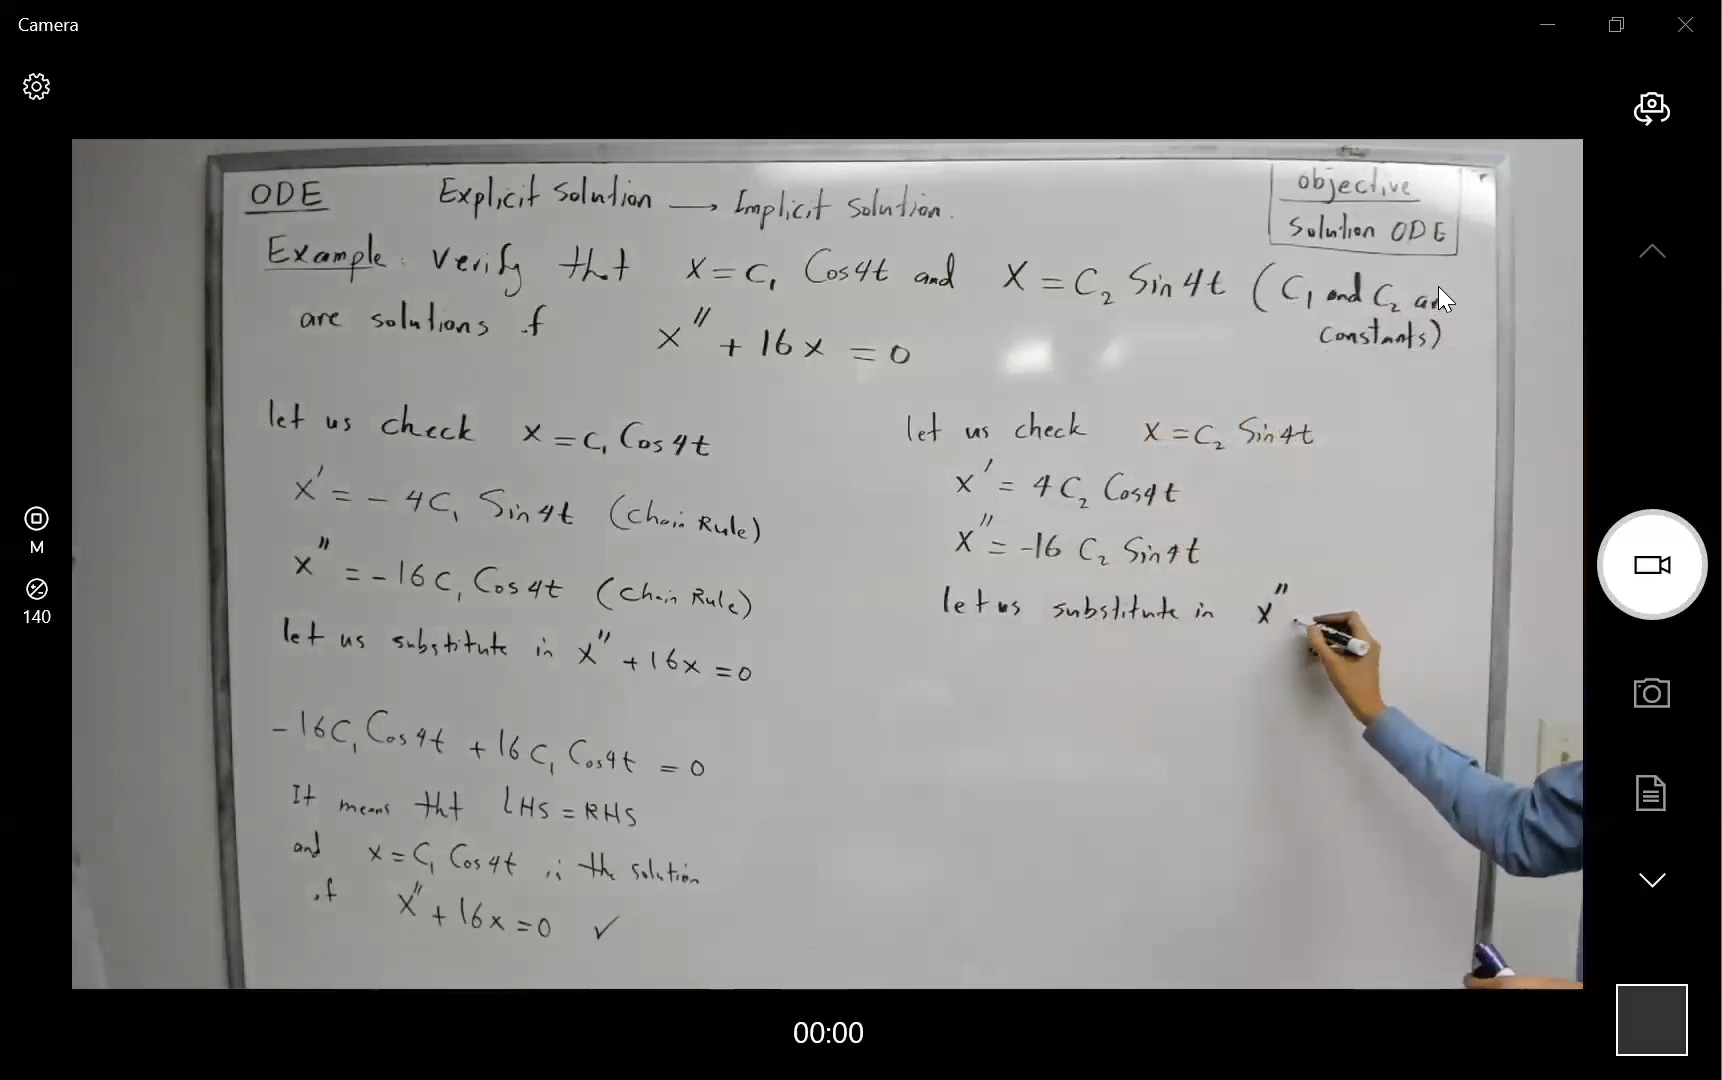 Camera
ODE Explicit Solution → Implicit Solution.
objective
Solution ODE
Example: Verify that x = C₁ Cos4t and x = C₂ Sin 4t (C₁ and C₂ are
constants)
are solutions of x'' + 16x = 0
let us check x = C₁ Cos4t
x' = - 4C₁ Sin4t (Chain Rule)
x'' = -16C₁ Cos4t (Chain Rule)
let us substitute in x'' + 16x = 0
-16C₁ Cos4t + 16C₁ Cos4t = 0
It means tht LHS = RHS
and x = C₁ Cos4t is the solution
of x'' + 16x = 0 ✓
let us check x = C₂ Sin4t
x' = 4C₂ Cos4t
x'' = -16 C₂ Sin4t
let us substitute in x''
M
140
00:00